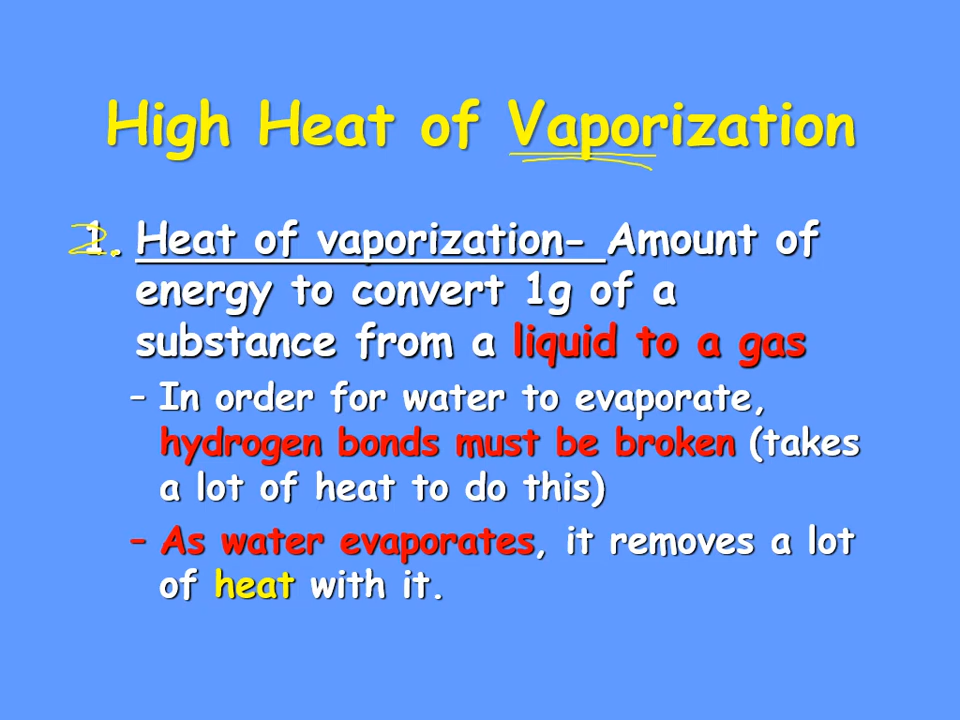 High Heat of Vaporization
1. Heat of vaporization- Amount of
2.
energy to convert 1g of a
substance from a liquid to a gas
– In order for water to evaporate,
hydrogen bonds must be broken (takes
a lot of heat to do this)
– As water evaporates, it removes a lot
of heat with it.